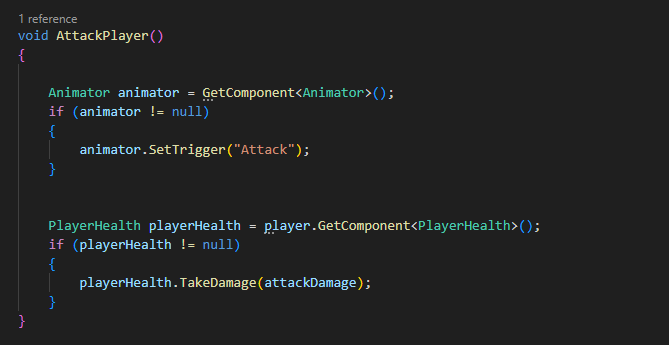 1 reference
void AttackPlayer()
{
Animator animator = GetComponent<Animator>();
if (animator != null)
{
animator.SetTrigger("Attack");
}
PlayerHealth playerHealth = player.GetComponent<PlayerHealth>();
if (playerHealth != null)
{
playerHealth.TakeDamage(attackDamage);
}
}